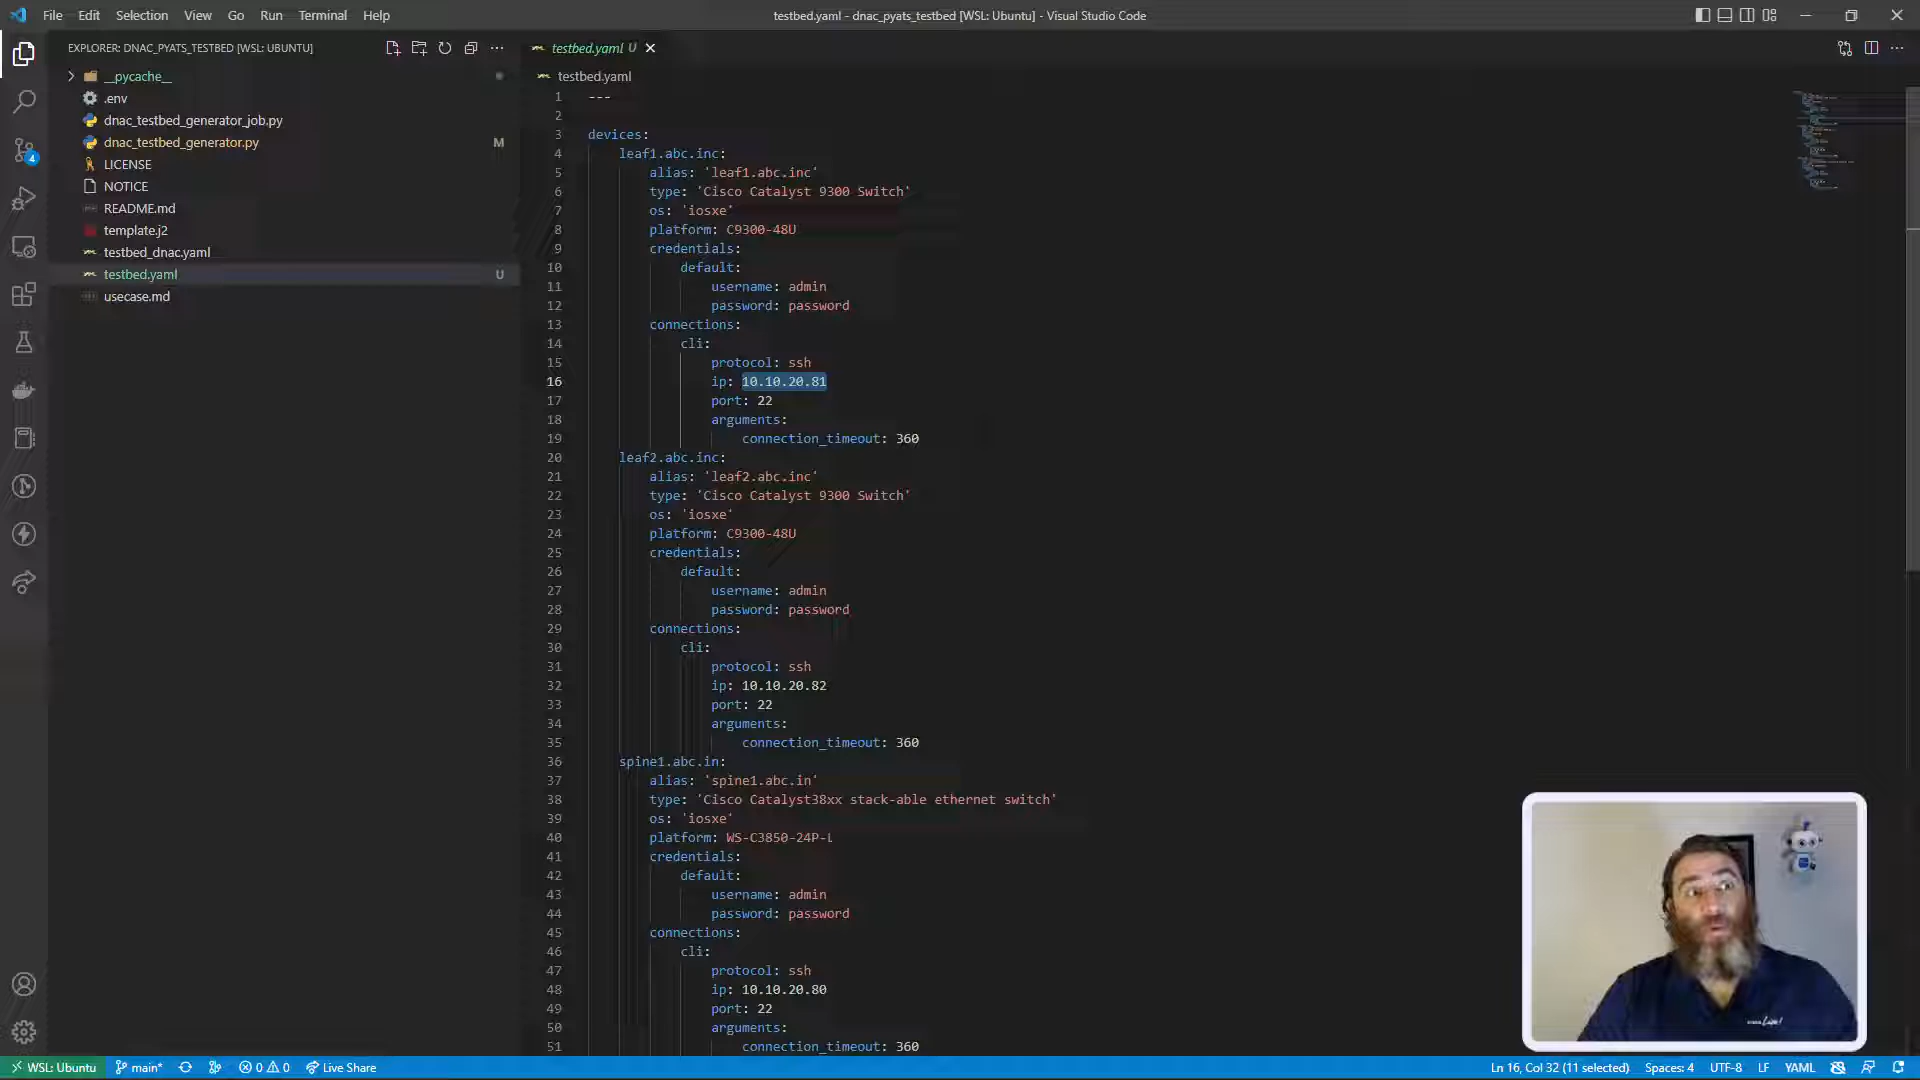 File Edit Selection View Go Run Terminal Help
testbed.yaml - dnac_pyats_testbed [WSL: Ubuntu] - Visual Studio Code
EXPLORER: DNAC_PYATS_TESTBED [WSL: UBUNTU]
__pycache__
.env
dnac_testbed_generator_job.py
dnac_testbed_generator.py M
LICENSE
NOTICE
README.md
template.j2
testbed_dnac.yaml
testbed.yaml U
usecase.md
4
testbed.yaml U
testbed.yaml
1 ---
2
3 devices:
4 leaf1.abc.inc:
5 alias: 'leaf1.abc.inc'
6 type: 'Cisco Catalyst 9300 Switch'
7 os: 'iosxe'
8 platform: C9300-48U
9 credentials:
10 default:
11 username: admin
12 password: password
13 connections:
14 cli:
15 protocol: ssh
16 ip: 10.10.20.81
17 port: 22
18 arguments:
19 connection_timeout: 360
20 leaf2.abc.inc:
21 alias: 'leaf2.abc.inc'
22 type: 'Cisco Catalyst 9300 Switch'
23 os: 'iosxe'
24 platform: C9300-48U
25 credentials:
26 default:
27 username: admin
28 password: password
29 connections:
30 cli:
31 protocol: ssh
32 ip: 10.10.20.82
33 port: 22
34 arguments:
35 connection_timeout: 360
36 spine1.abc.in:
37 alias: 'spine1.abc.in'
38 type: 'Cisco Catalyst38xx stack-able ethernet switch'
39 os: 'iosxe'
40 platform: WS-C3850-24P-L
41 credentials:
42 default:
43 username: admin
44 password: password
45 connections:
46 cli:
47 protocol: ssh
48 ip: 10.10.20.80
49 port: 22
50 arguments:
51 connection_timeout: 360
WSL: Ubuntu main* 0 0 Live Share
Ln 16, Col 32 (11 selected) Spaces: 4 UTF-8 LF YAML